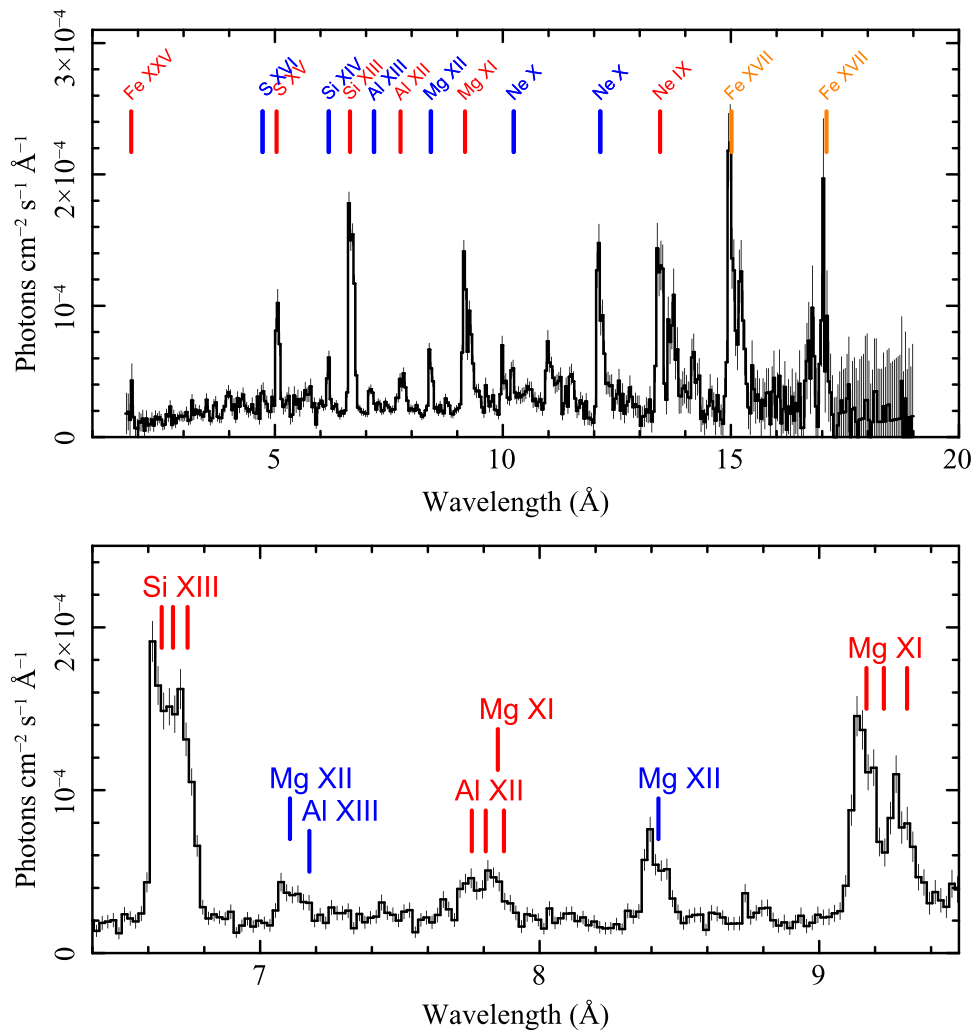 Fe XXV
S XVI
S XV
Si XIV
Si XIII
Al XIII
Al XII
Mg XII
Mg XI
Ne X
Ne X
Ne IX
Fe XVII
Fe XVII
Photons cm⁻² s⁻¹ Å⁻¹
3×10⁻⁴
2×10⁻⁴
10⁻⁴
0
5
10
15
20
Wavelength (Å)
Photons cm⁻² s⁻¹ Å⁻¹
2×10⁻⁴
10⁻⁴
0
Si XIII
Mg XII
Al XIII
Mg XI
Al XII
Mg XII
Mg XI
7
8
9
Wavelength (Å)